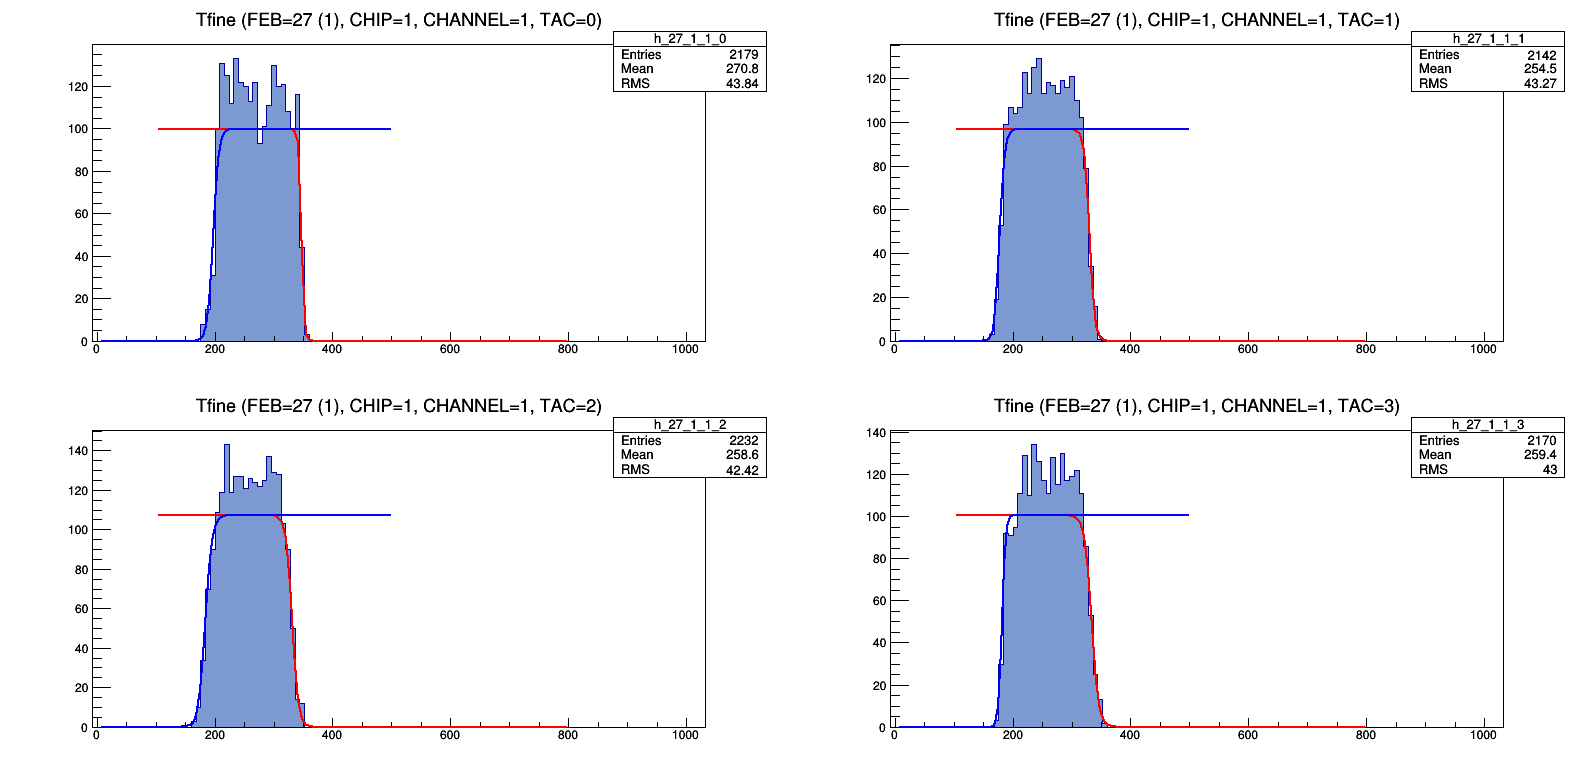 Tfine (FEB=27 (1), CHIP=1, CHANNEL=1, TAC=0)
h_27_1_1_0
Entries 2179
Mean 270.8
RMS 43.84
120
100
80
60
40
20
0
0 200 400 600 800 1000
Tfine (FEB=27 (1), CHIP=1, CHANNEL=1, TAC=1)
h_27_1_1_1
Entries 2142
Mean 254.5
RMS 43.27
120
100
80
60
40
20
0
0 200 400 600 800 1000
Tfine (FEB=27 (1), CHIP=1, CHANNEL=1, TAC=2)
h_27_1_1_2
Entries 2232
Mean 258.6
RMS 42.42
140
120
100
80
60
40
20
0
0 200 400 600 800 1000
Tfine (FEB=27 (1), CHIP=1, CHANNEL=1, TAC=3)
h_27_1_1_3
Entries 2170
Mean 259.4
RMS 43
140
120
100
80
60
40
20
0
0 200 400 600 800 1000